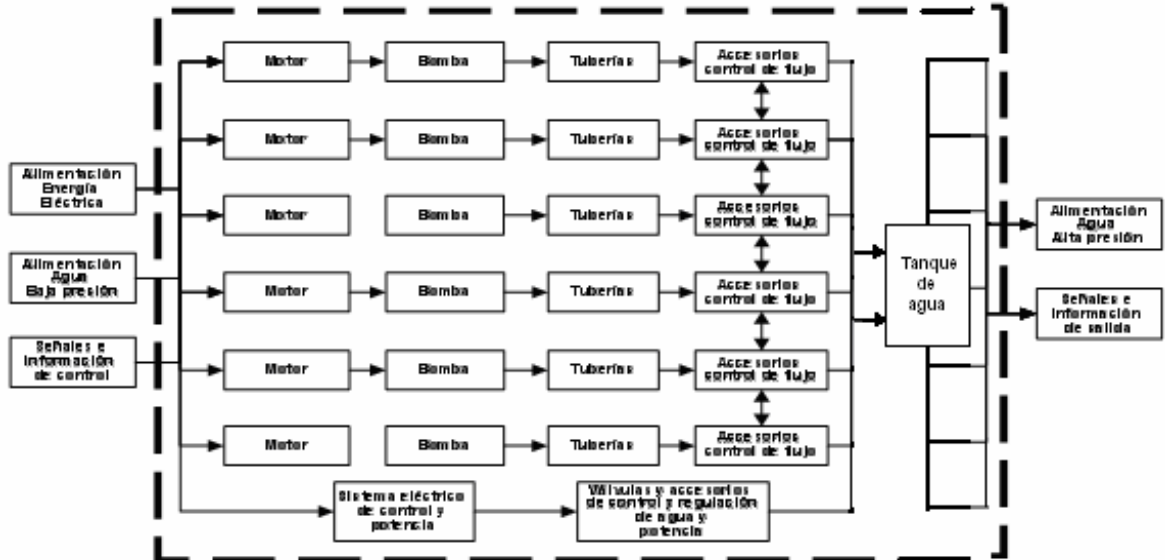 Motor
Bomba
Tuberías
Accesorios
control de flujo
Motor
Bomba
Tuberías
Accesorios
control de flujo
Alimentación
Energía
Eléctrica
Motor
Bomba
Tuberías
Accesorios
control de flujo
Alimentación
Agua
Alta presión
Alimentación
Agua
Baja presión
Motor
Bomba
Tuberías
Accesorios
control de flujo
Tanque
de
agua
Señales e
Información
de salida
Señales e
Información
de control
Motor
Bomba
Tuberías
Accesorios
control de flujo
Motor
Bomba
Tuberías
Accesorios
control de flujo
Sistema eléctrico
de control y
potencia
Válvulas y accesorios
de control y regulación
de agua y
potencia